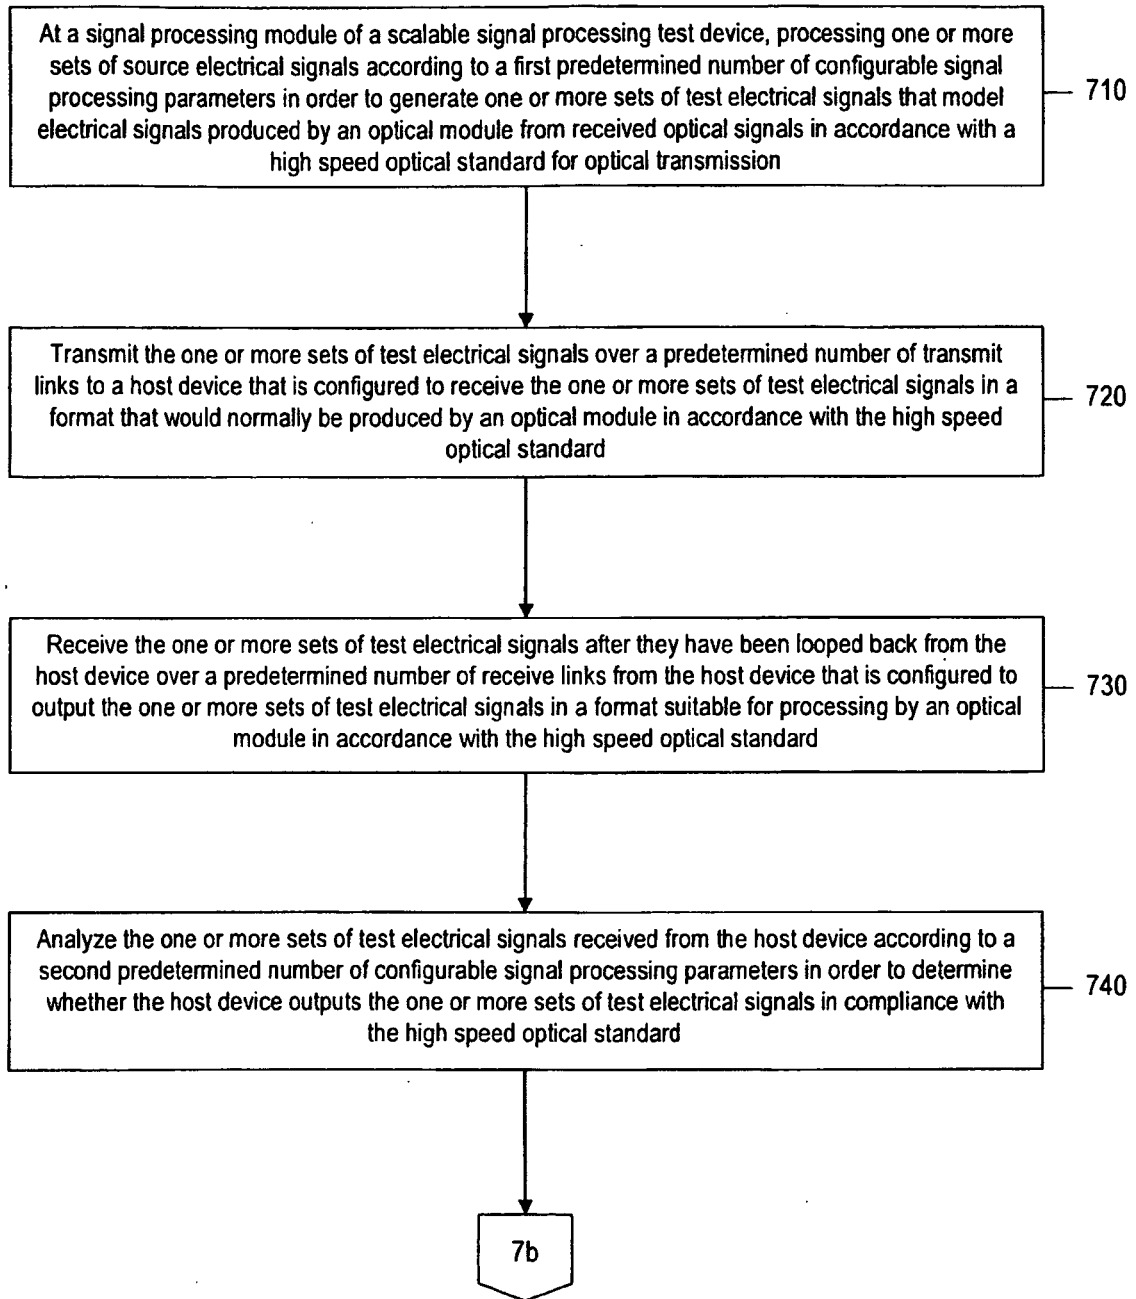 At a signal processing module of a scalable signal processing test device, processing one or more
sets of source electrical signals according to a first predetermined number of configurable signal
processing parameters in order to generate one or more sets of test electrical signals that model
electrical signals produced by an optical module from received optical signals in accordance with a
high speed optical standard for optical transmission
710
Transmit the one or more sets of test electrical signals over a predetermined number of transmit
links to a host device that is configured to receive the one or more sets of test electrical signals in a
format that would normally be produced by an optical module in accordance with the high speed
optical standard
720
Receive the one or more sets of test electrical signals after they have been looped back from the
host device over a predetermined number of receive links from the host device that is configured to
output the one or more sets of test electrical signals in a format suitable for processing by an optical
module in accordance with the high speed optical standard
730
Analyze the one or more sets of test electrical signals received from the host device according to a
second predetermined number of configurable signal processing parameters in order to determine
whether the host device outputs the one or more sets of test electrical signals in compliance with
the high speed optical standard
740
7b